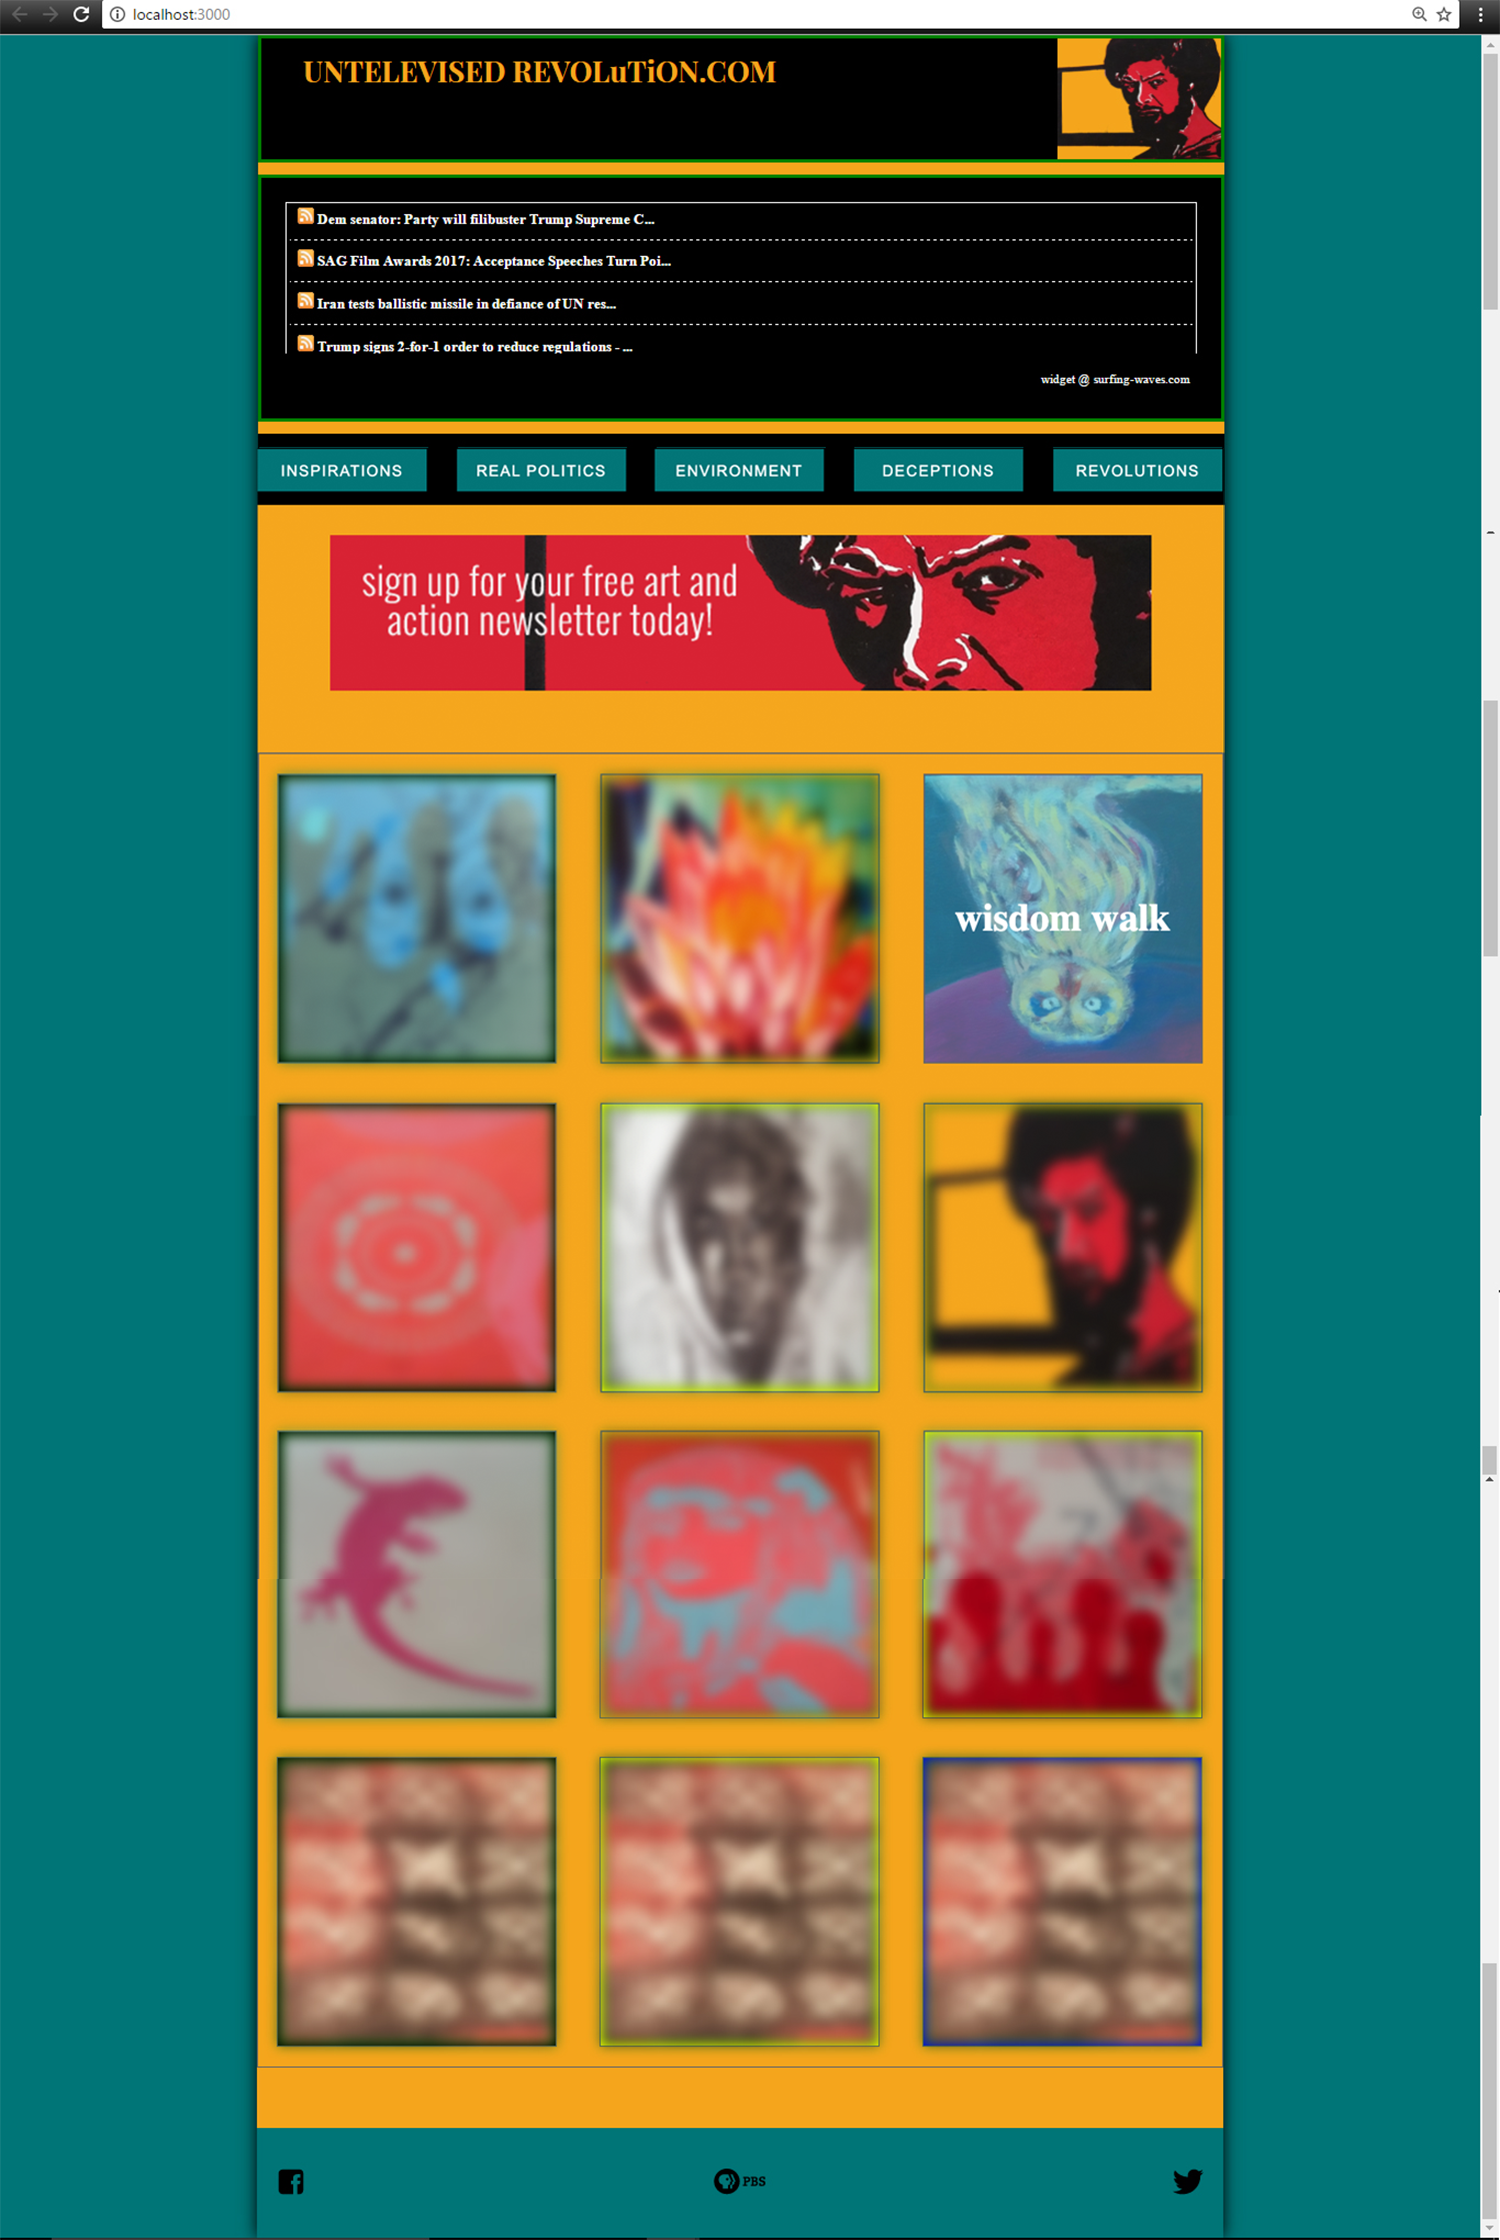 localhost:3000
UNTELEVISED REVOLuTiON.COM
Dem senator: Party will filibuster Trump Supreme C...
SAG Film Awards 2017: Acceptance Speeches Turn Poi...
Iran tests ballistic missile in defiance of UN res...
Trump signs 2-for-1 order to reduce regulations - ...
widget @ surfing-waves.com
INSPIRATIONS REAL POLITICS ENVIRONMENT DECEPTIONS REVOLUTIONS
sign up for your free art and
action newsletter today!
wisdom walk
PBS